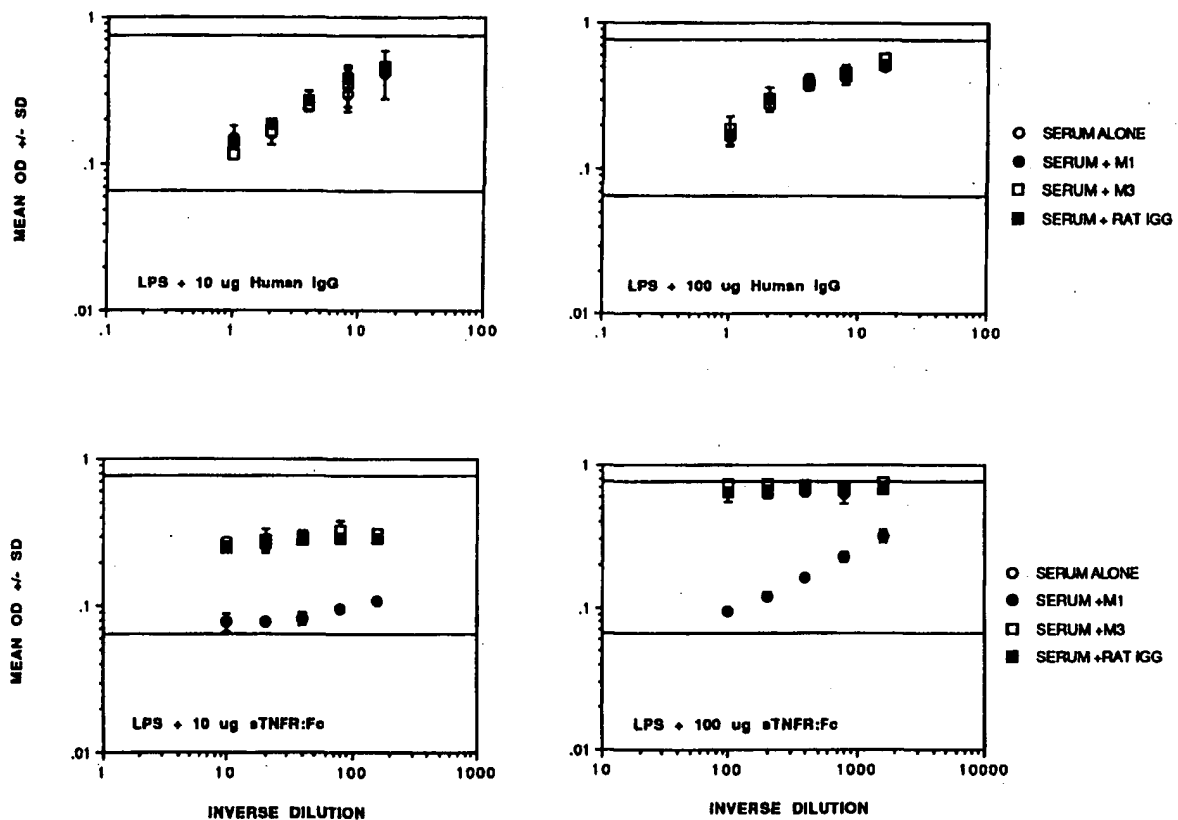 MEAN OD +/- SD
1
.1
.01
LPS + 10 ug Human IgG
.1 1 10 100
1
0.1
.01
LPS + 100 ug Human IgG
0.1 1 10 100
SERUM ALONE
SERUM + M1
SERUM + M3
SERUM + RAT IGG
MEAN OD +/- SD
1
.1
.01
LPS + 10 ug sTNFR:Fc
1 10 100 1000
INVERSE DILUTION
1
0.1
.01
LPS + 100 ug sTNFR:Fc
10 100 1000 10000
INVERSE DILUTION
SERUM ALONE
SERUM +M1
SERUM +M3
SERUM +RAT IGG